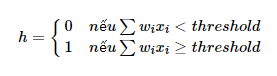 h = { 0 nếu ∑ wᵢxᵢ < threshold
1 nếu ∑ wᵢxᵢ ≥ threshold